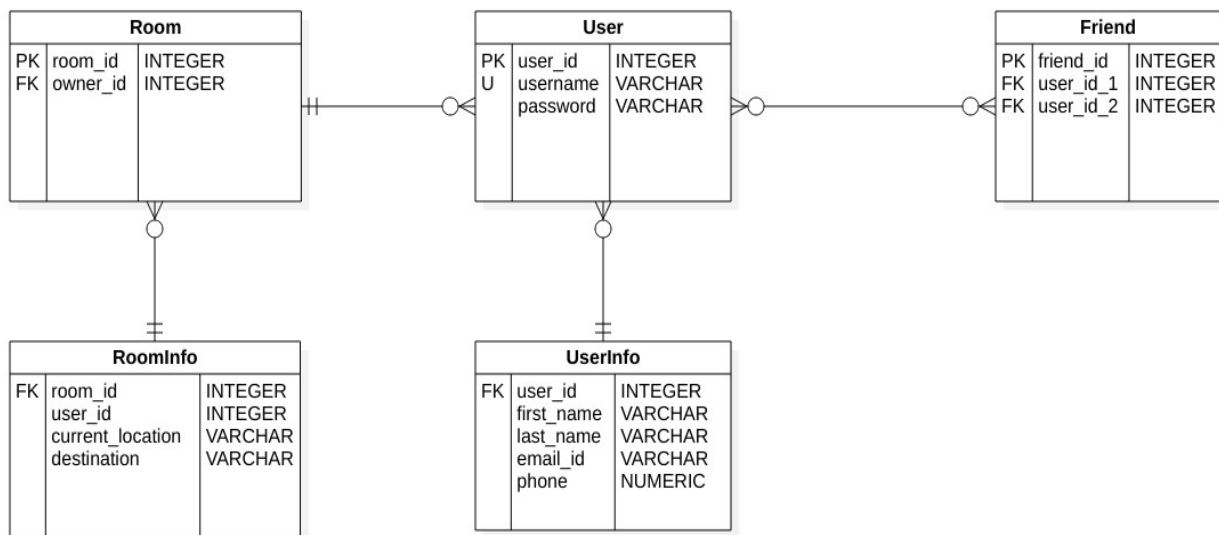 Room
PK room_id INTEGER
FK owner_id INTEGER
User
PK user_id INTEGER
U username VARCHAR
password VARCHAR
Friend
PK friend_id INTEGER
FK user_id_1 INTEGER
FK user_id_2 INTEGER
RoomInfo
FK room_id INTEGER
user_id INTEGER
current_location VARCHAR
destination VARCHAR
UserInfo
FK user_id INTEGER
first_name VARCHAR
last_name VARCHAR
email_id VARCHAR
phone NUMERIC